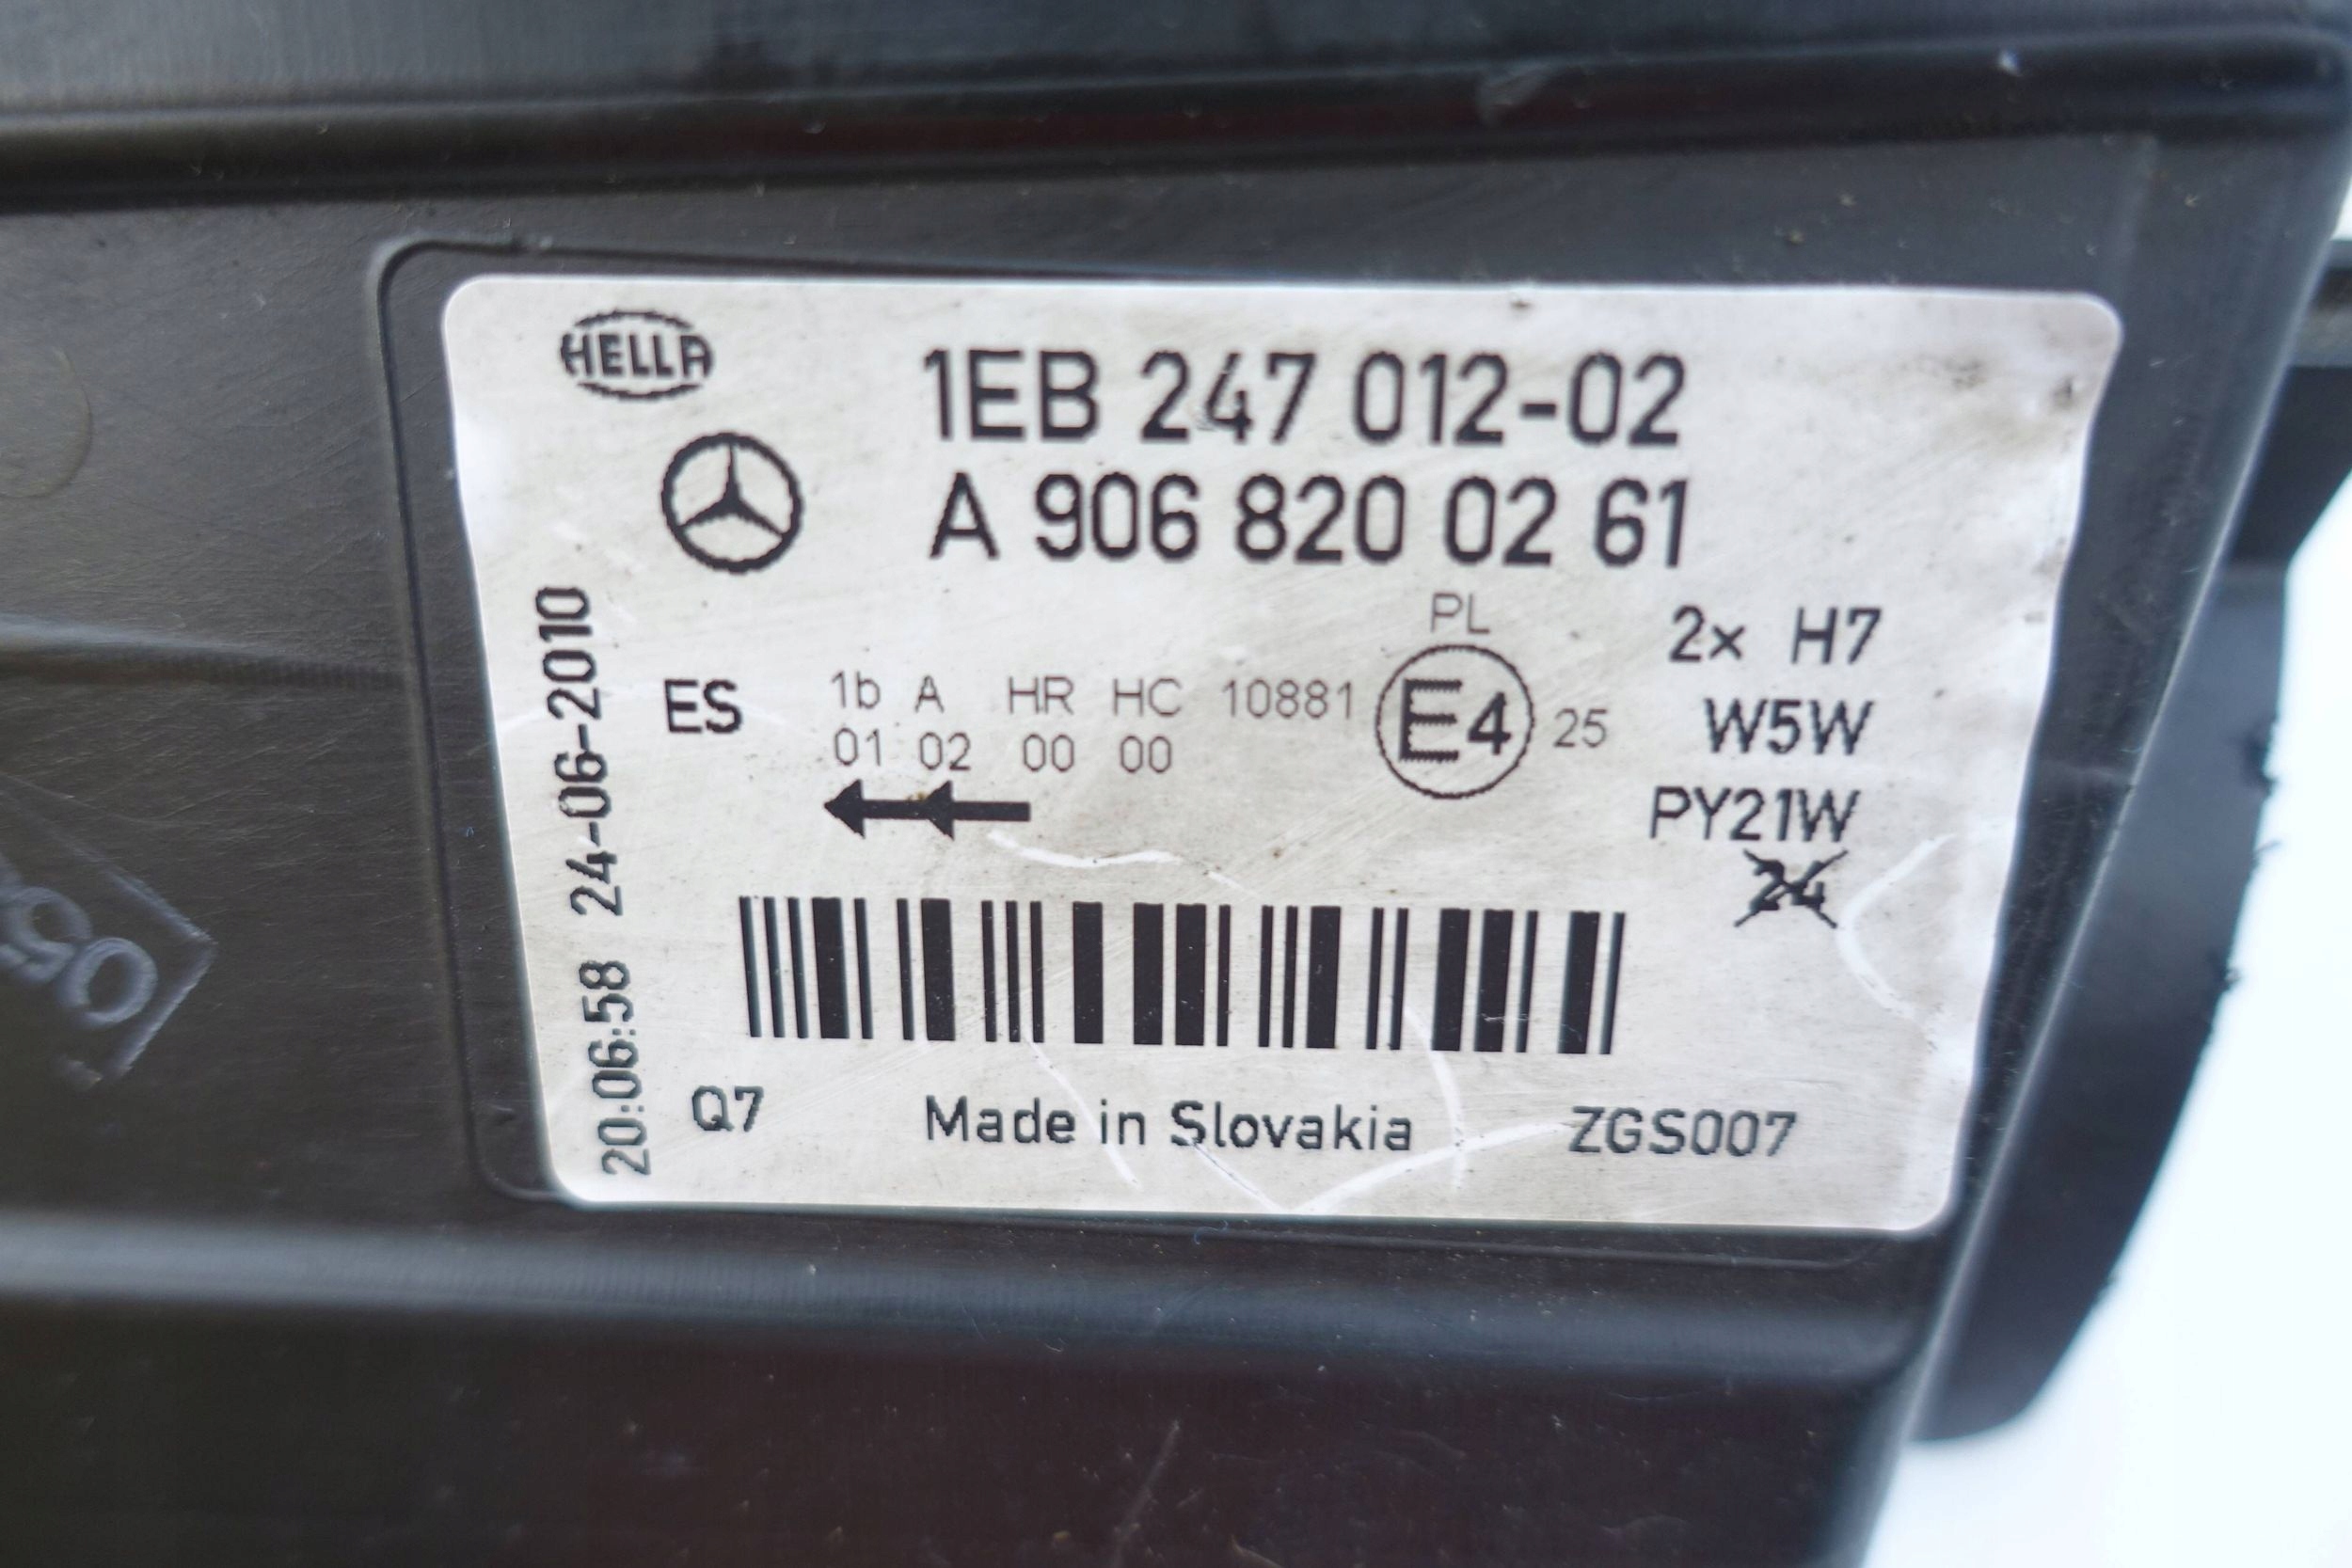 HELLA
1EB 247 012-02
A 906 820 02 61
20:06:58 24-06-2010
PL
2x H7
ES
1b A HR HC 10881
01 02 00 00
E4 25
W5W
PY21W
24
Q7 Made in Slovakia ZGS007